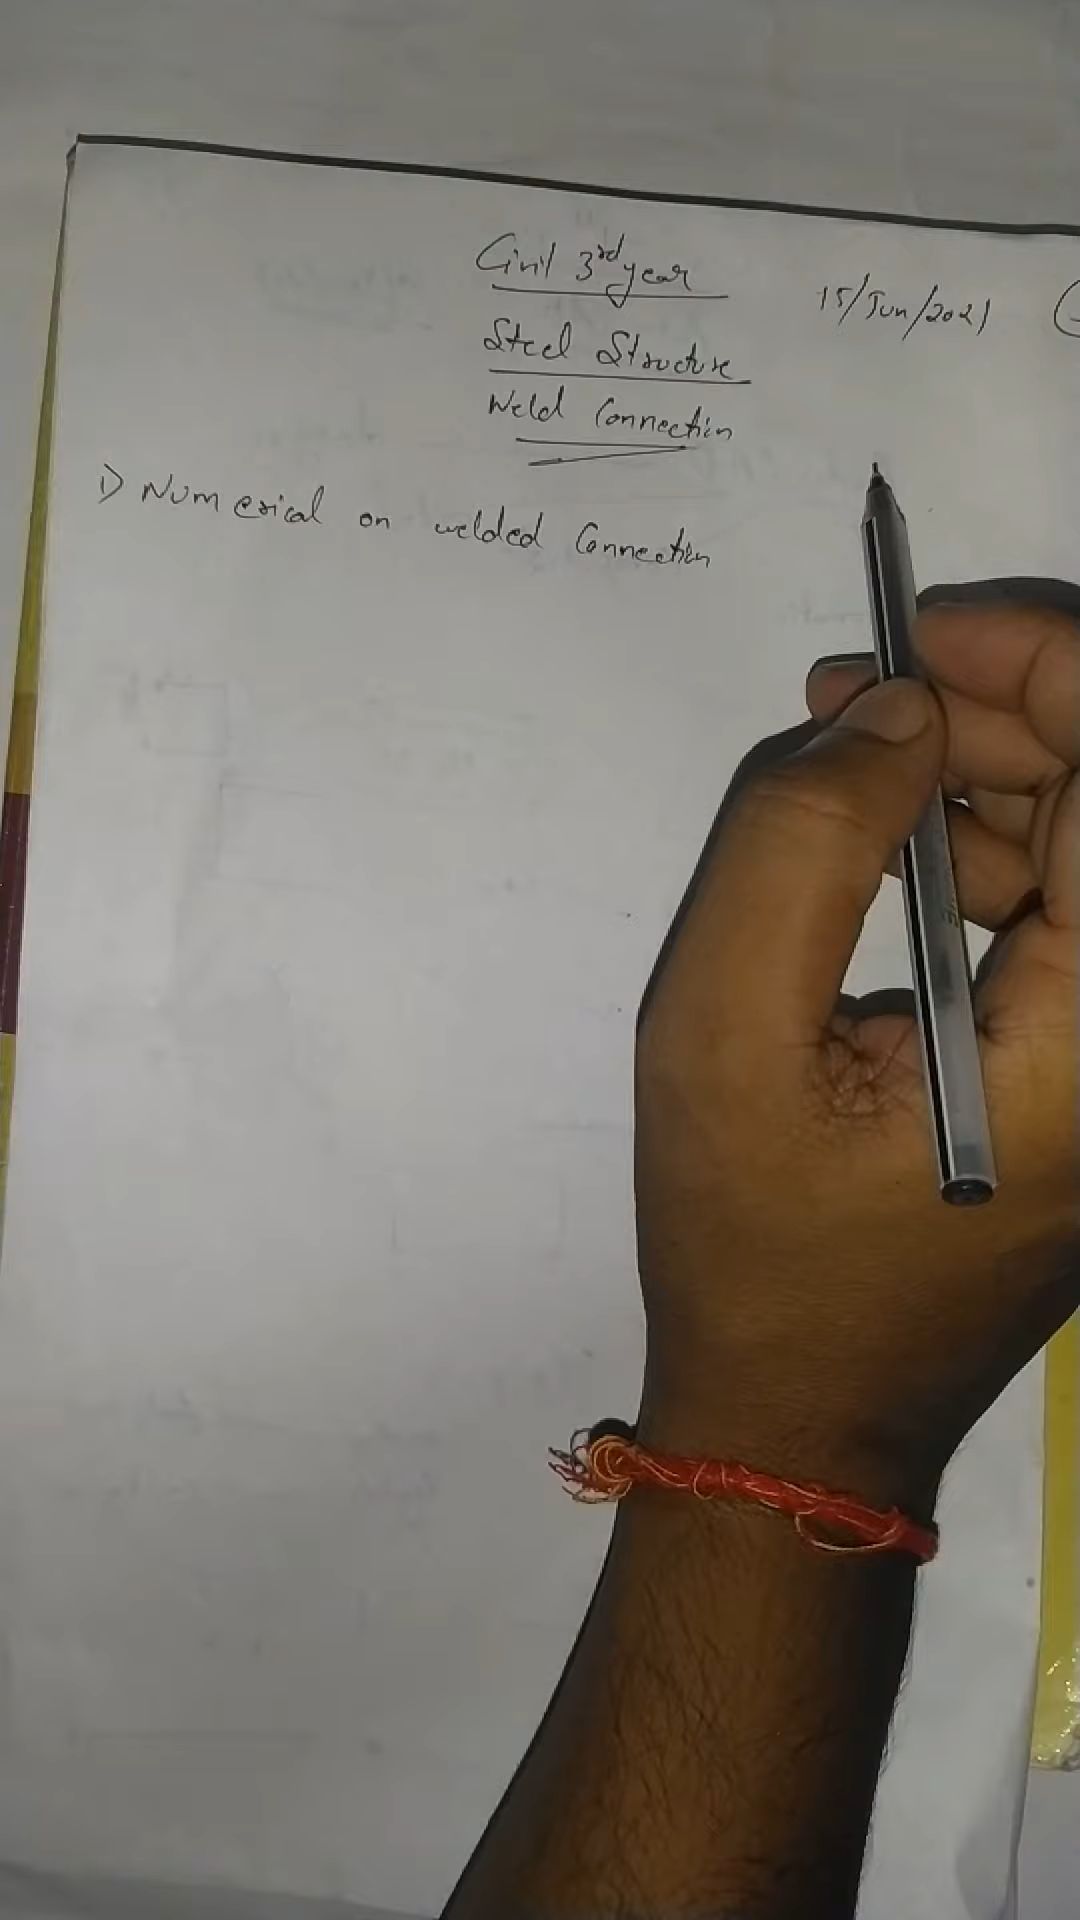 Civil 3rd year
15/Jun/2021
Steel Structure
Weld Connection
1) Numerical on welded Connection